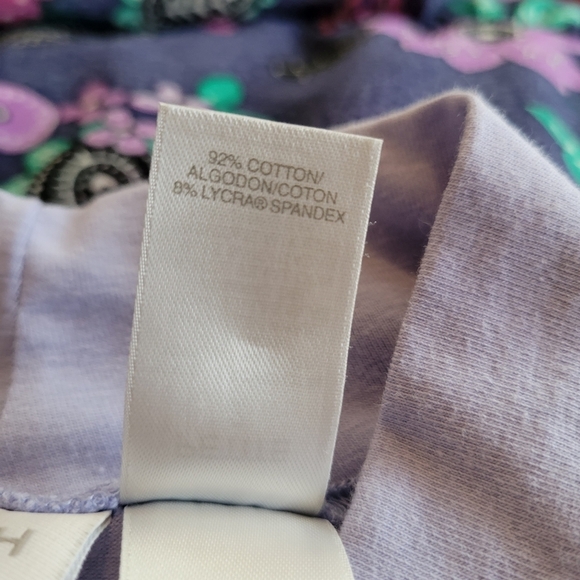 92% COTTON/
ALGODON/COTON
8% LYCRA® SPANDEX
H